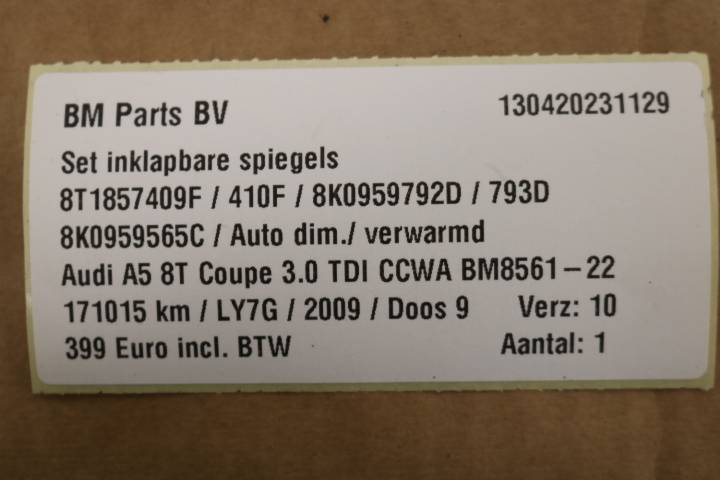 BM Parts BV 130420231129
Set inklapbare spiegels
8T1857409F / 410F / 8K0959792D / 793D
8K0959565C / Auto dim./ verwarmd
Audi A5 8T Coupe 3.0 TDI CCWA BM8561-22
171015 km / LY7G / 2009 / Doos 9 Verz: 10
399 Euro incl. BTW Aantal: 1